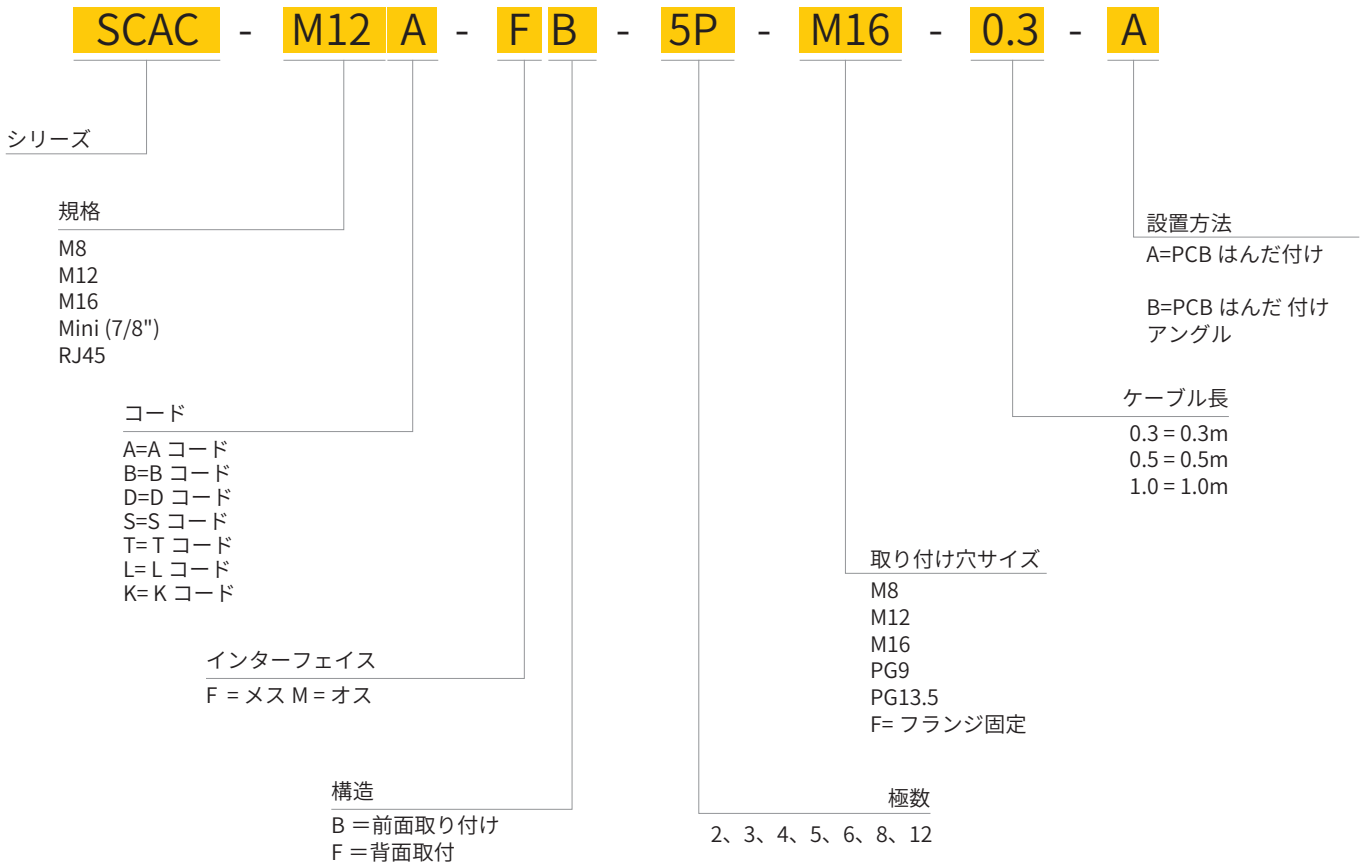 SCAC - M12 A - F B - 5P - M16 - 0.3 - A
シリーズ
規格
M8
M12
M16
Mini (7/8")
RJ45
コード
A=A コード
B=B コード
D=D コード
S=S コード
T= T コード
L= L コード
K= K コード
インターフェイス
F = メス M = オス
構造
B ＝前面取り付け
F ＝背面取付
極数
2、3、4、5、6、8、12
取り付け穴サイズ
M8
M12
M16
PG9
PG13.5
F= フランジ固定
ケーブル長
0.3 = 0.3m
0.5 = 0.5m
1.0 = 1.0m
設置方法
A=PCB はんだ付け
B=PCB はんだ 付け
アングル